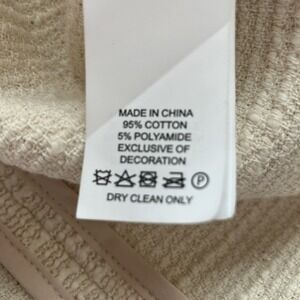 MADE IN CHINA
95% COTTON
5% POLYAMIDE
EXCLUSIVE OF
DECORATION
P
DRY CLEAN ONLY